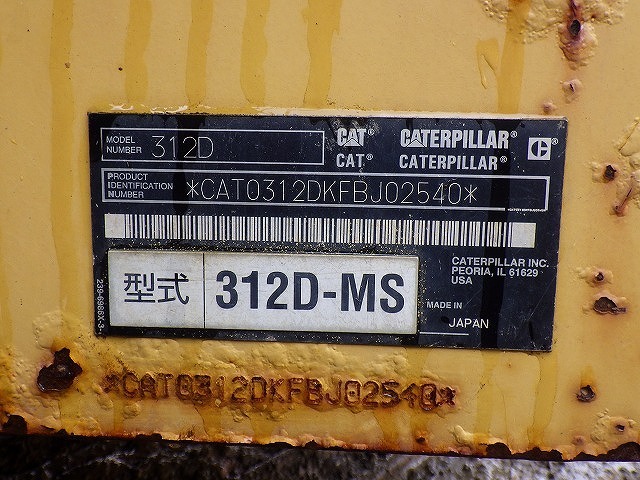 MODEL NUMBER 312D
CAT® CATERPILLAR®
CAT® CATERPILLAR®
PRODUCT IDENTIFICATION NUMBER *CAT0312DKFBJ02540*
型式 312D-MS
CATERPILLAR INC.
PEORIA, IL 61629
USA
MADE IN
JAPAN
*CAT0312DKFBJ02540*